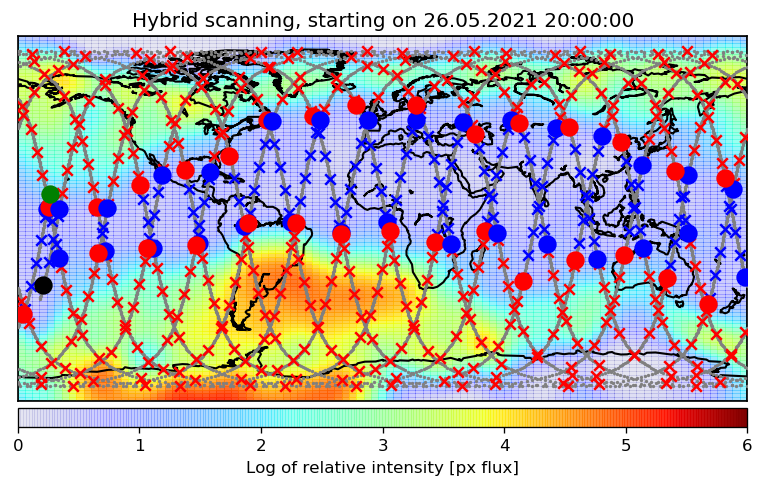 Hybrid scanning, starting on 26.05.2021 20:00:00
0 1 2 3 4 5 6
Log of relative intensity [px flux]